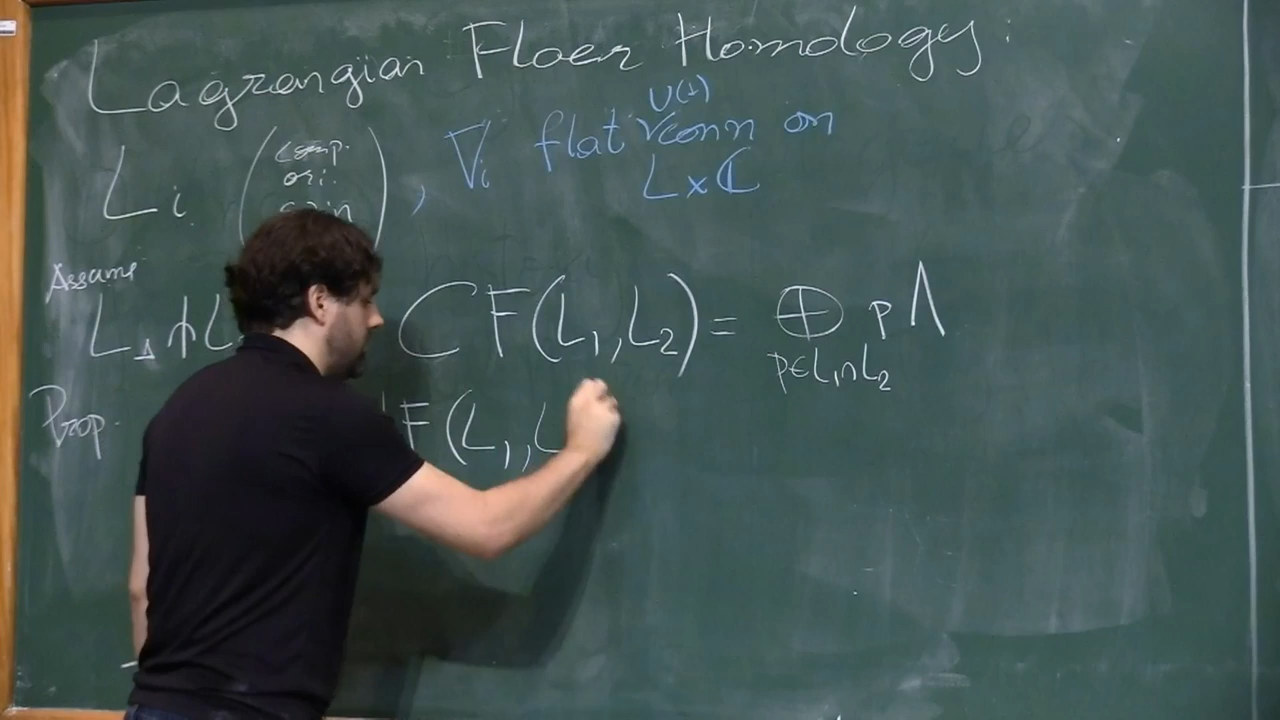 Lagrangian Floer Homology:
U(1)
Li (comp. ori. spin), ∇i flat conn on
L×ℂ
Assume
L₁ ⋔ L CF(L₁,L₂) = ⊕ pΛ
p∈L₁∩L₂
Prop. F(L₁,L